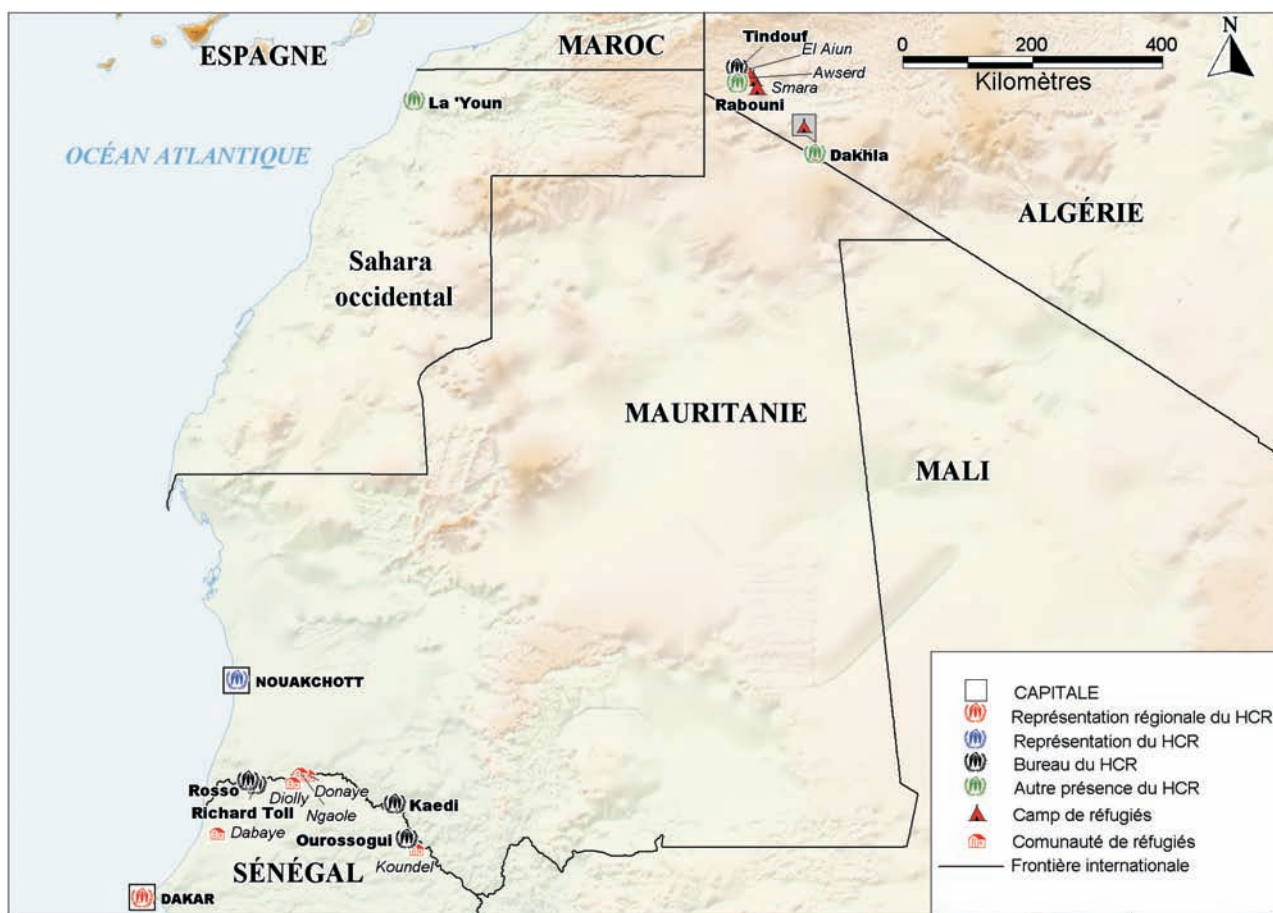 ESPAGNE
MAROC
Tindouf
El Aiun
Awserd
Smara
Rabouni
0 200 400
Kilomètres
N
La 'Youn
OCÉAN ATLANTIQUE
Dakhla
ALGÉRIE
Sahara
occidental
MAURITANIE
MALI
NOUAKCHOTT
Rosso
Diolly
Donaye
Richard Toll
Ngaole
Kaedi
Dabaye
Ourossogui
Koundel
SÉNÉGAL
DAKAR
CAPITALE
Représentation régionale du HCR
Représentation du HCR
Bureau du HCR
Autre présence du HCR
Camp de réfugiés
Comunauté de réfugiés
Frontière internationale